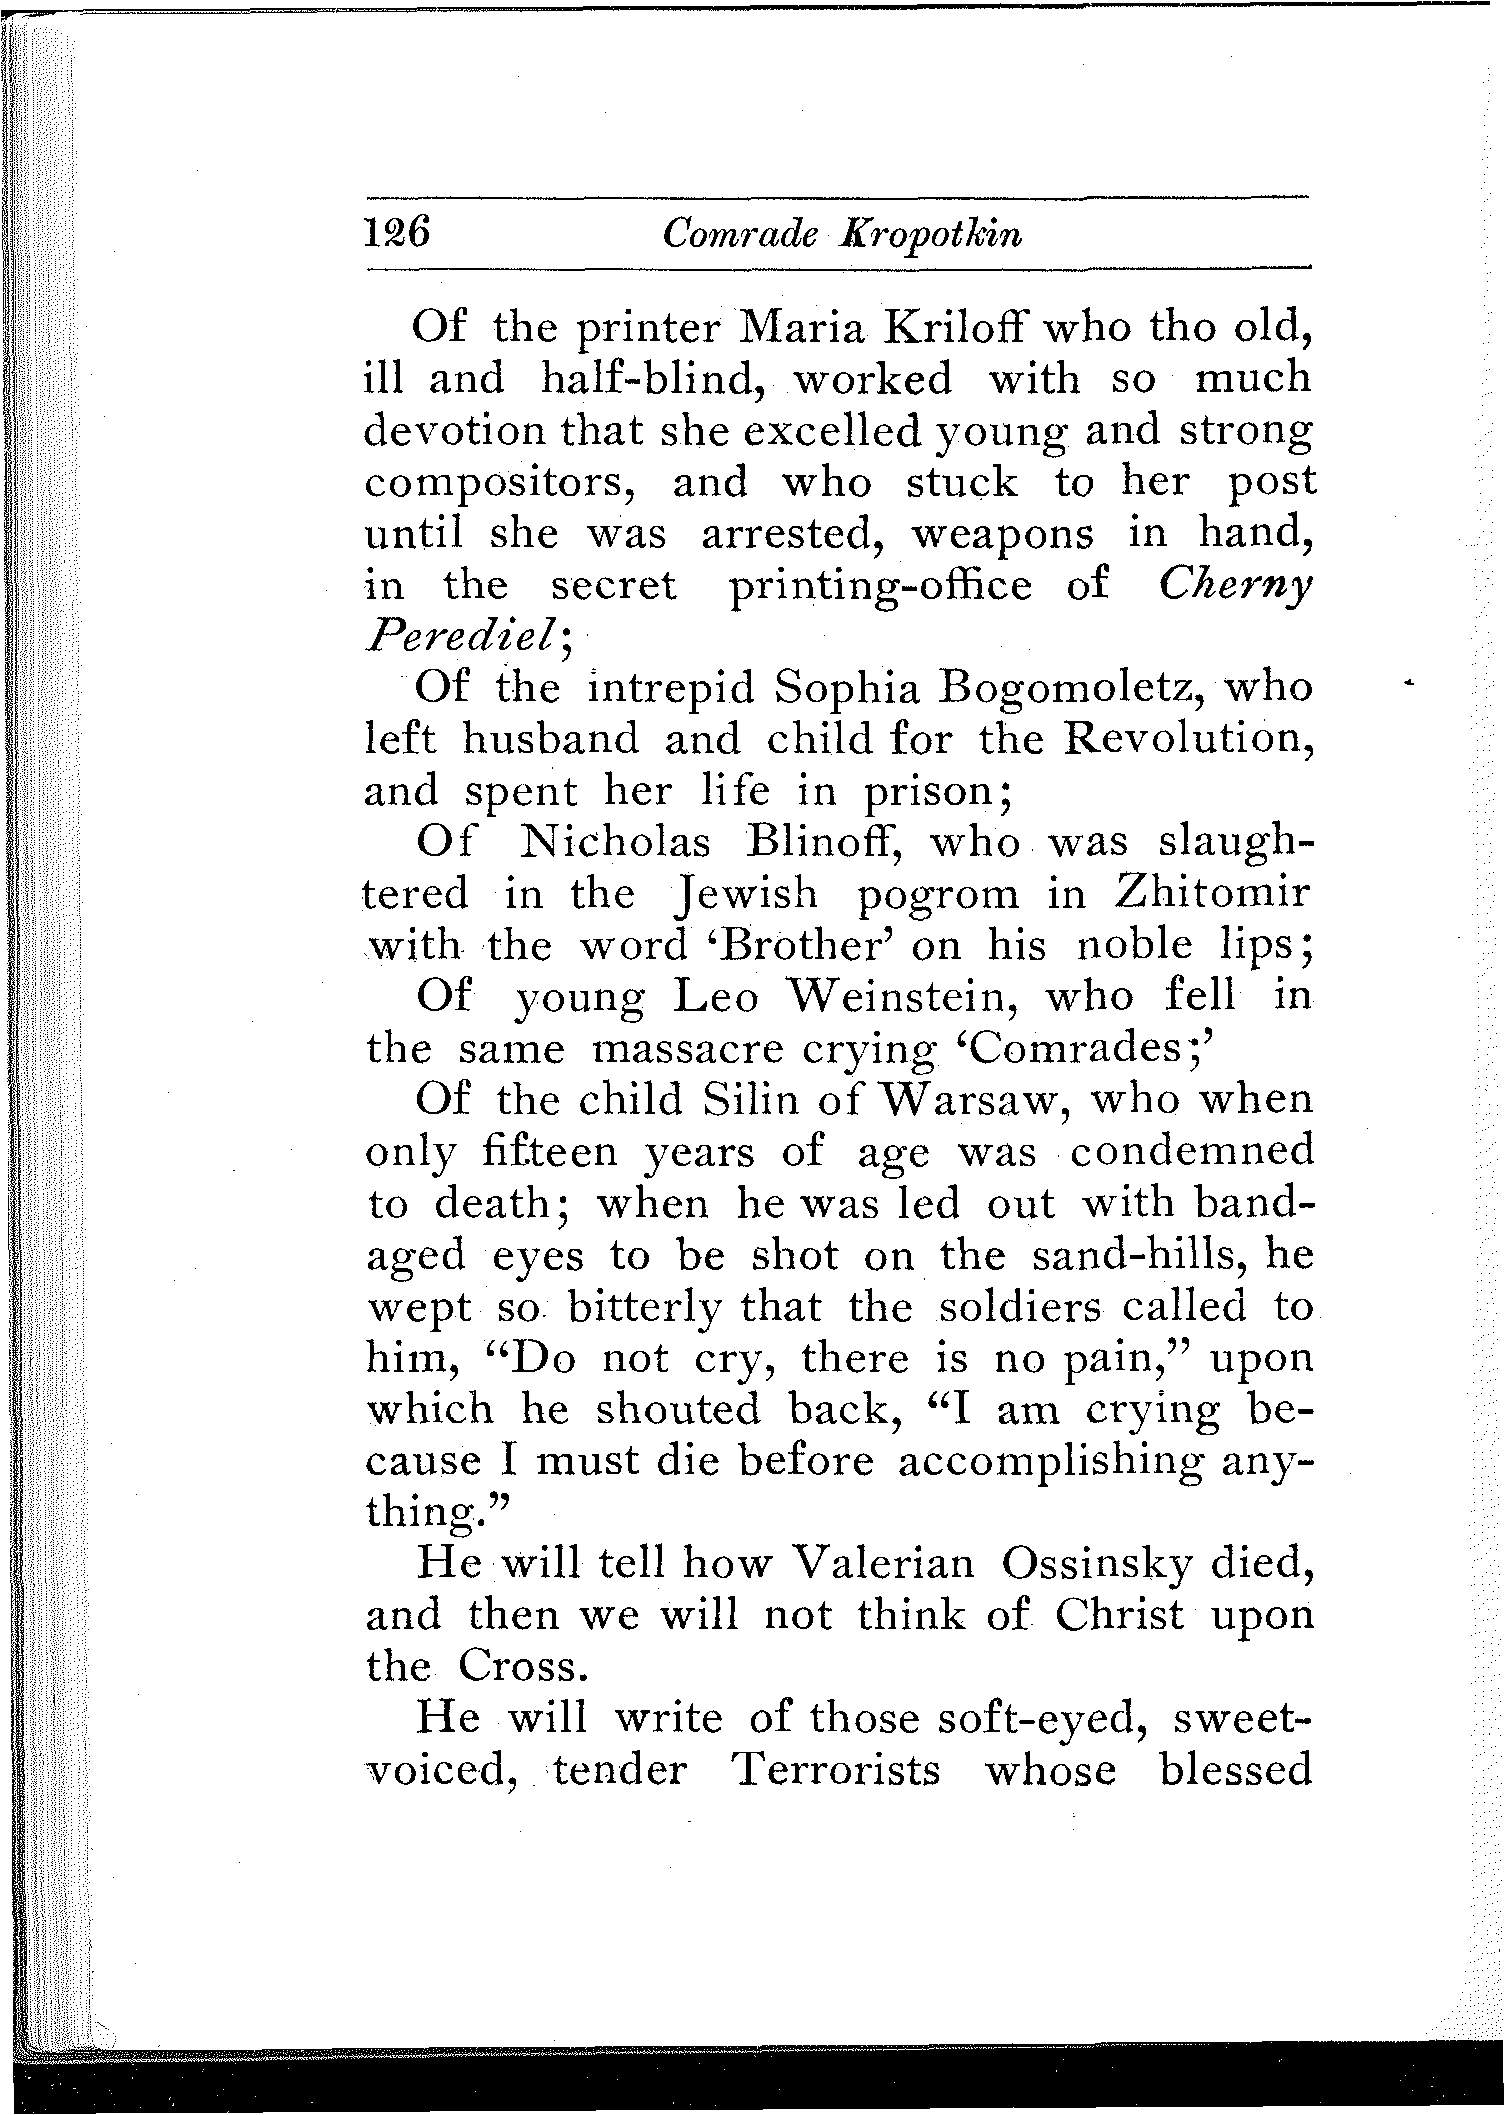 126 Comrade Kropotkin
Of the printer Maria Kriloff who tho old,
ill and half-blind, worked with so much
devotion that she excelled young and strong
compositors, and who stuck to her post
until she was arrested, weapons in hand,
in the secret printing-office of Cherny
Perediel;
Of the intrepid Sophia Bogomoletz, who
left husband and child for the Revolution,
and spent her life in prison;
Of Nicholas Blinoff, who was slaugh-
tered in the Jewish pogrom in Zhitomir
with the word ‘Brother’ on his noble lips;
Of young Leo Weinstein, who fell in
the same massacre crying ‘Comrades;’
Of the child Silin of Warsaw, who when
only fifteen years of age was condemned
to death; when he was led out with band-
aged eyes to be shot on the sand-hills, he
wept so bitterly that the soldiers called to
him, “Do not cry, there is no pain,” upon
which he shouted back, “I am crying be-
cause I must die before accomplishing any-
thing.”
He will tell how Valerian Ossinsky died,
and then we will not think of Christ upon
the Cross.
He will write of those soft-eyed, sweet-
voiced, tender Terrorists whose blessed